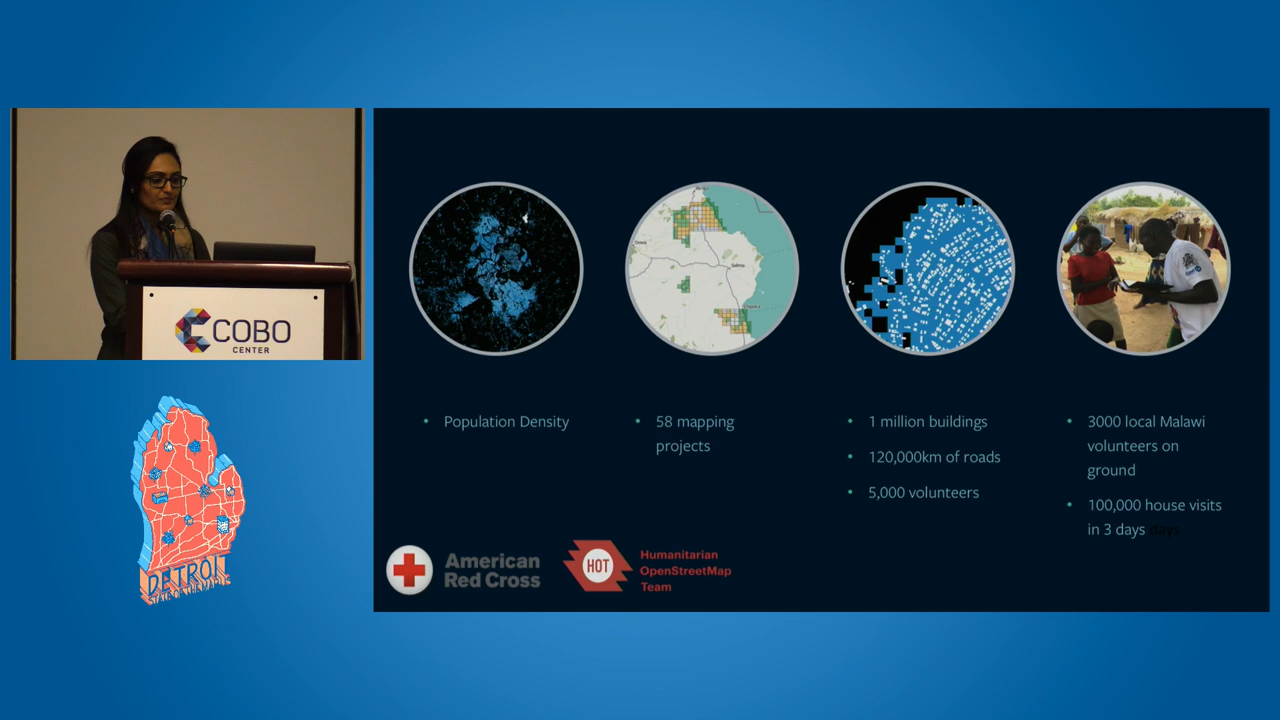 COBO
CENTER
DETROIT
Salima
• Population Density
• 58 mapping
projects
• 1 million buildings
• 120,000km of roads
• 5,000 volunteers
• 3000 local Malawi
volunteers on
ground
• 100,000 house visits
in 3 days days
American
Red Cross
HOT
Humanitarian
OpenStreetMap
Team